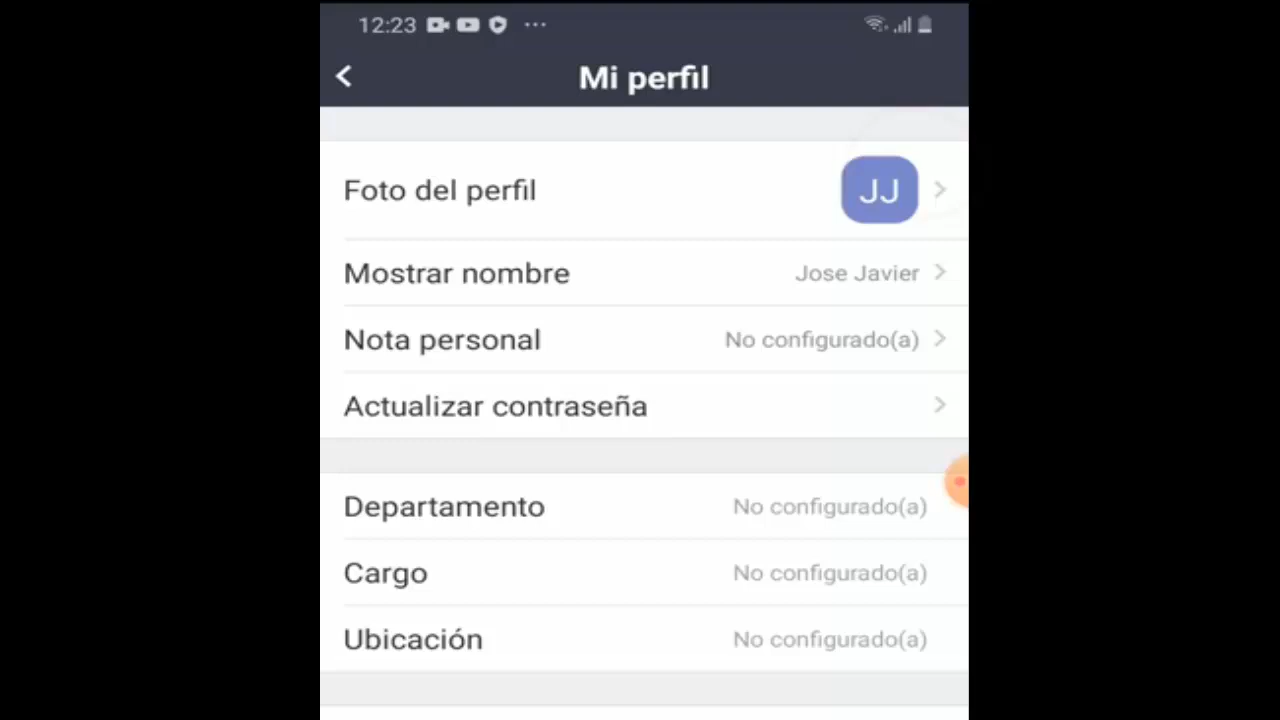 12:23
Mi perfil
Foto del perfil JJ
Mostrar nombre Jose Javier
Nota personal No configurado(a)
Actualizar contraseña
Departamento No configurado(a)
Cargo No configurado(a)
Ubicación No configurado(a)